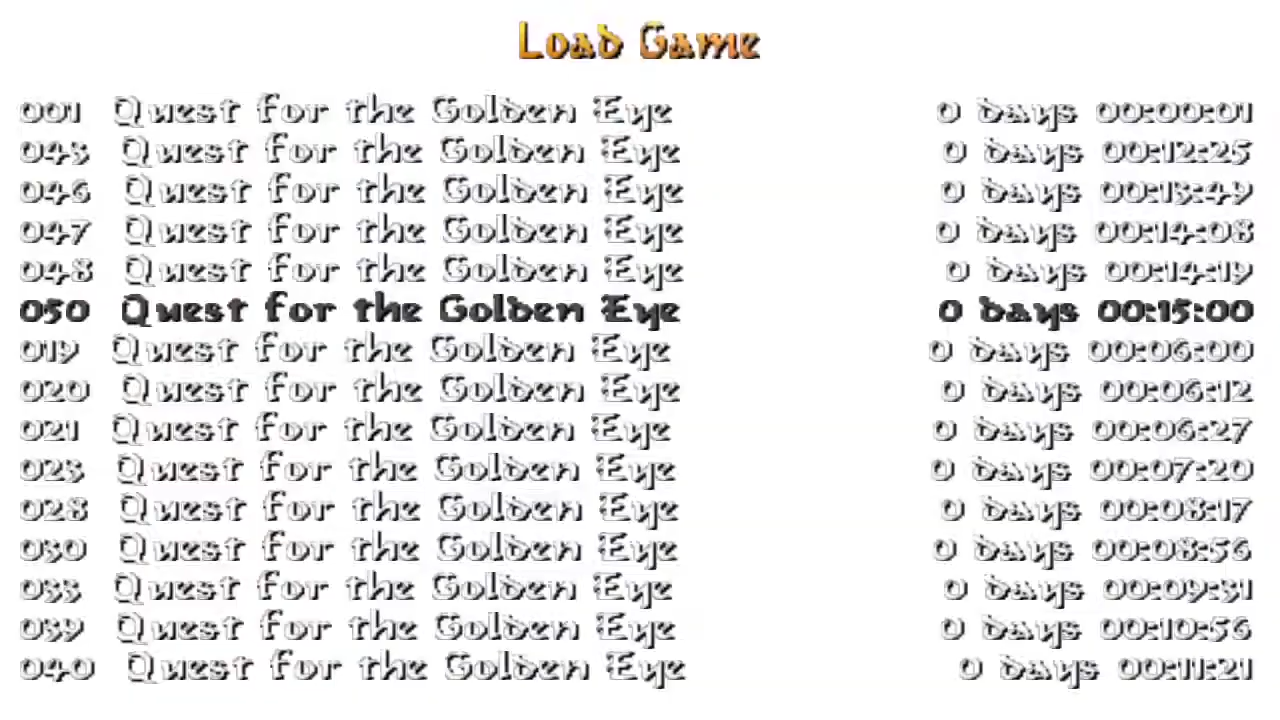 Load Game
001 Quest for the Golden Eye 0 days 00:00:01
043 Quest for the Golden Eye 0 days 00:12:25
046 Quest for the Golden Eye 0 days 00:13:49
047 Quest for the Golden Eye 0 days 00:14:08
048 Quest for the Golden Eye 0 days 00:14:19
050 Quest for the Golden Eye 0 days 00:15:00
019 Quest for the Golden Eye 0 days 00:06:00
020 Quest for the Golden Eye 0 days 00:06:12
021 Quest for the Golden Eye 0 days 00:06:27
023 Quest for the Golden Eye 0 days 00:07:20
028 Quest for the Golden Eye 0 days 00:08:17
030 Quest for the Golden Eye 0 days 00:08:56
033 Quest for the Golden Eye 0 days 00:09:31
039 Quest for the Golden Eye 0 days 00:10:56
040 Quest for the Golden Eye 0 days 00:11:21